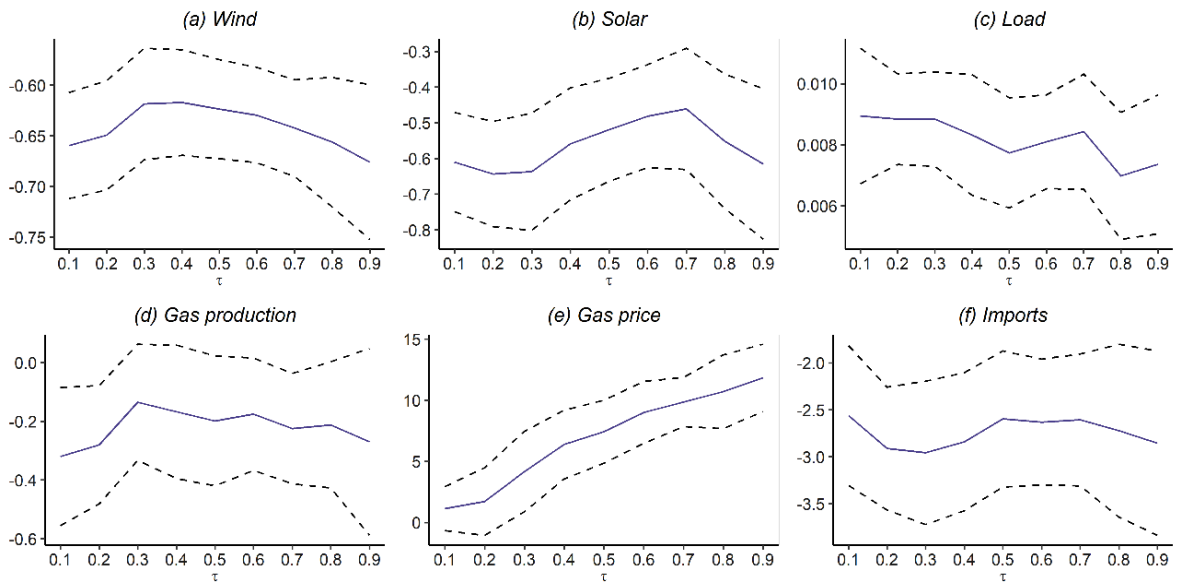 (a) Wind
-0.60
-0.65
-0.70
-0.75
0.1 0.2 0.3 0.4 0.5 0.6 0.7 0.8 0.9
τ
(b) Solar
-0.3
-0.4
-0.5
-0.6
-0.7
-0.8
0.1 0.2 0.3 0.4 0.5 0.6 0.7 0.8 0.9
τ
(c) Load
0.010
0.008
0.006
0.1 0.2 0.3 0.4 0.5 0.6 0.7 0.8 0.9
τ
(d) Gas production
0.0
-0.2
-0.4
-0.6
0.1 0.2 0.3 0.4 0.5 0.6 0.7 0.8 0.9
τ
(e) Gas price
15
10
5
0
0.1 0.2 0.3 0.4 0.5 0.6 0.7 0.8 0.9
τ
(f) Imports
-2.0
-2.5
-3.0
-3.5
0.1 0.2 0.3 0.4 0.5 0.6 0.7 0.8 0.9
τ